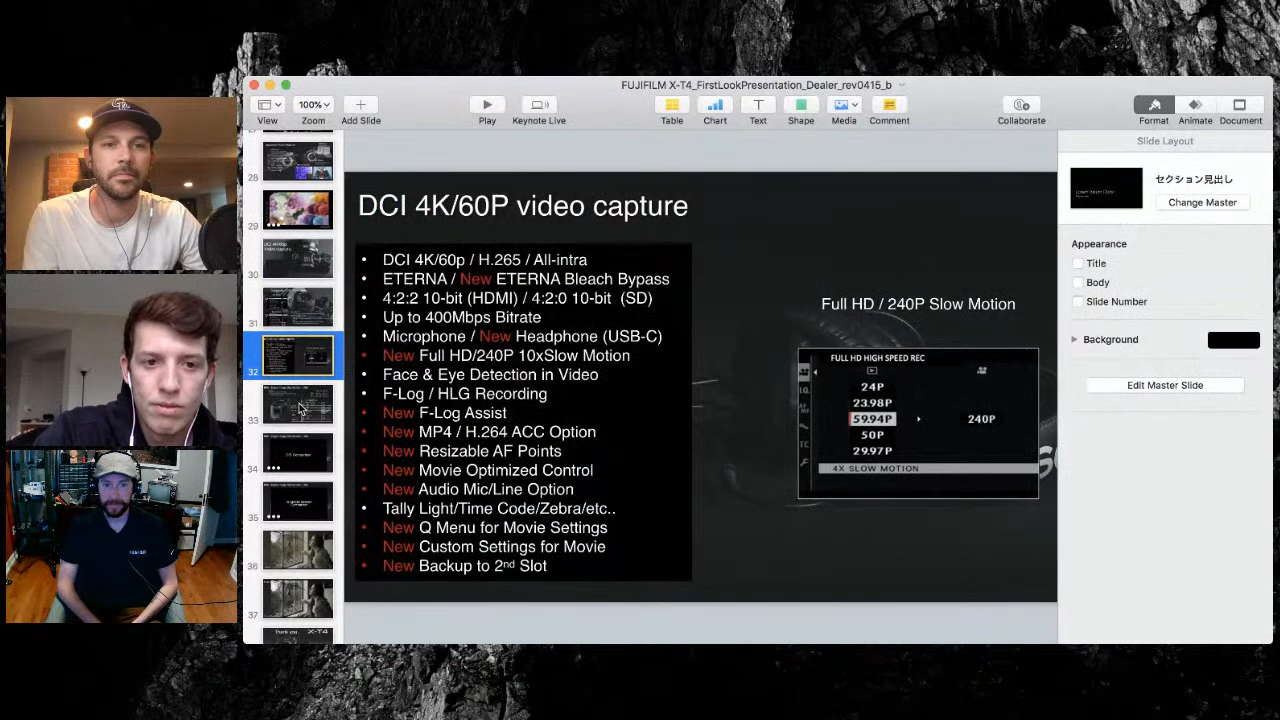 FUJIFILM X-T4_FirstLookPresentation_Dealer_rev0415_b
100%
View
Zoom
Add Slide
Play
Keynote Live
Table
Chart
Text
Shape
Media
Comment
Collaborate
Format
Animate
Document
28
29
30
31
32
33
34
35
36
37
Thank you.
X-T4
DCI 4K/60P video capture
• DCI 4K/60p / H.265 / All-intra
• ETERNA / New ETERNA Bleach Bypass
• 4:2:2 10-bit (HDMI) / 4:2:0 10-bit (SD)
• Up to 400Mbps Bitrate
• Microphone / New Headphone (USB-C)
• New Full HD/240P 10xSlow Motion
• Face & Eye Detection in Video
• F-Log / HLG Recording
• New F-Log Assist
• New MP4 / H.264 ACC Option
• New Resizable AF Points
• New Movie Optimized Control
• New Audio Mic/Line Option
• Tally Light/Time Code/Zebra/etc..
• New Q Menu for Movie Settings
• New Custom Settings for Movie
• New Backup to 2nd Slot
Full HD / 240P Slow Motion
FULL HD HIGH SPEED REC
24P
23.98P
59.94P
240P
50P
29.97P
4X SLOW MOTION
Slide Layout
セクション見出し
Change Master
Appearance
Title
Body
Slide Number
Background
Edit Master Slide